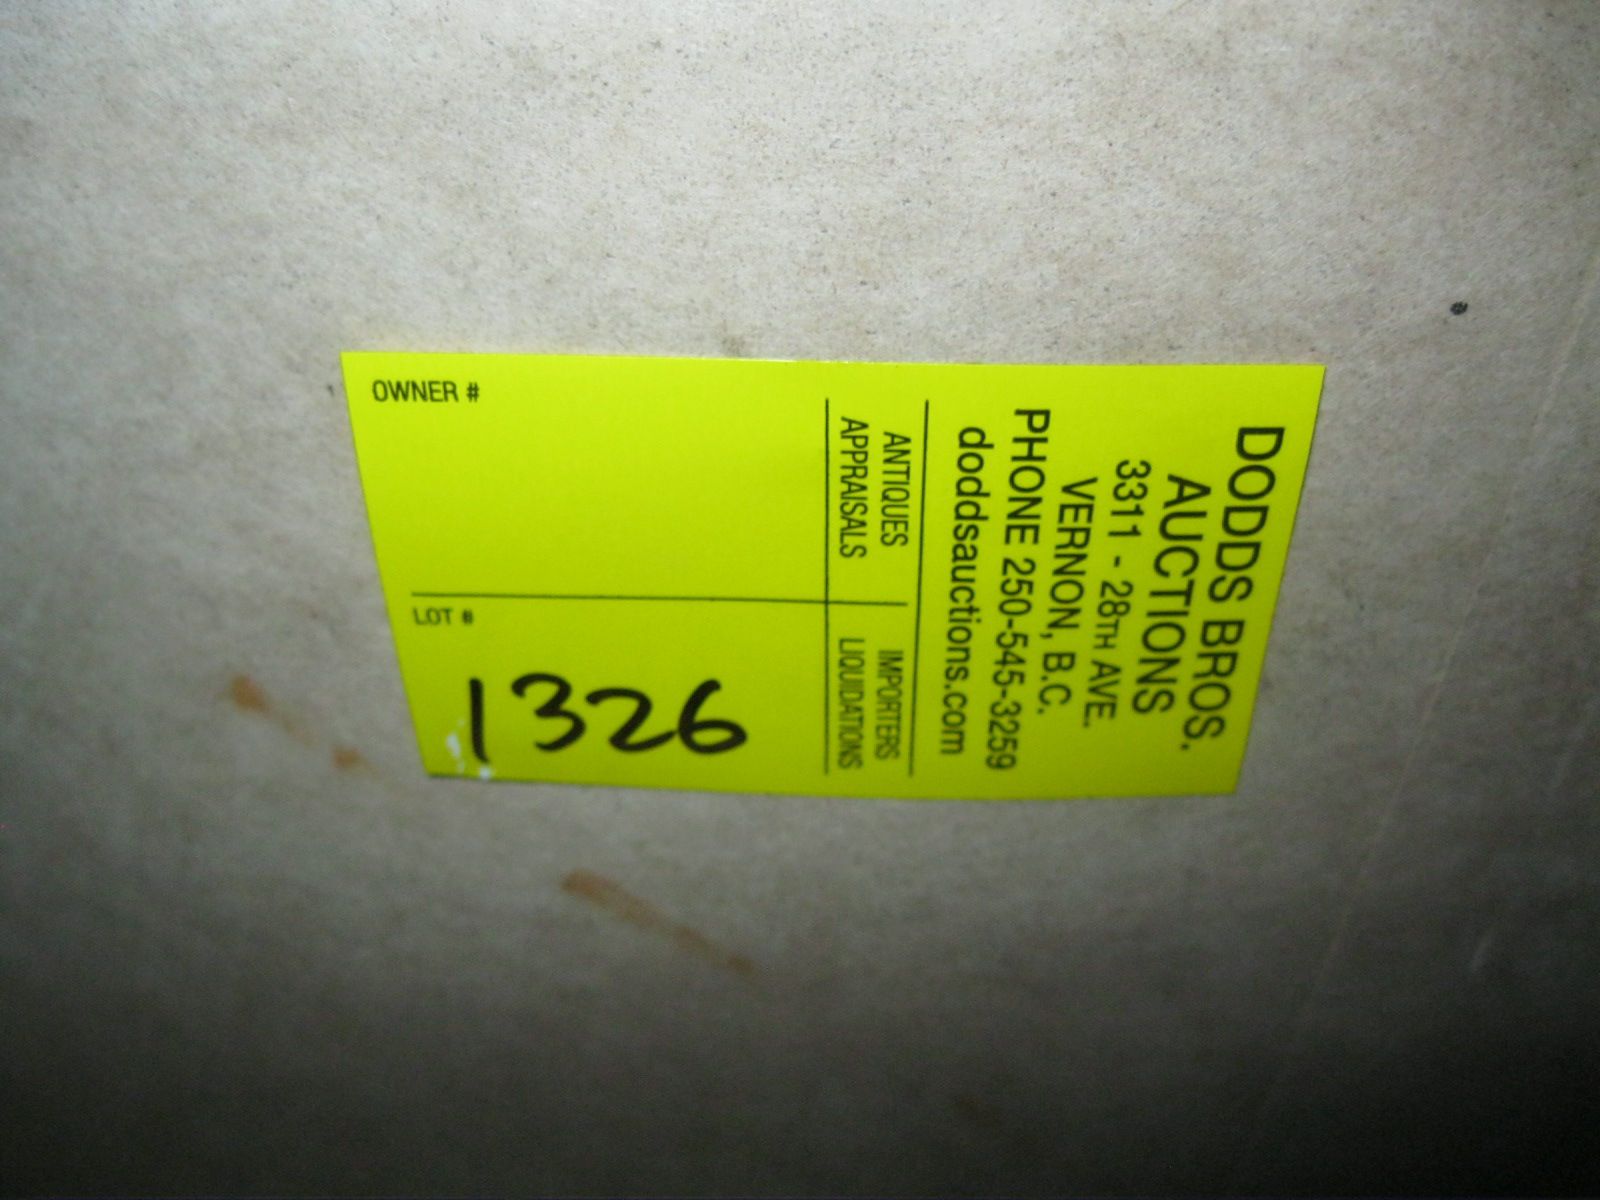 DODDS BROS.
AUCTIONS
3311 - 28TH AVE.
VERNON, B.C.
PHONE 250-545-3259
doddsauctions.com
ANTIQUES
APPRAISALS
IMPORTERS
LIQUIDATIONS
OWNER #
LOT #
1326